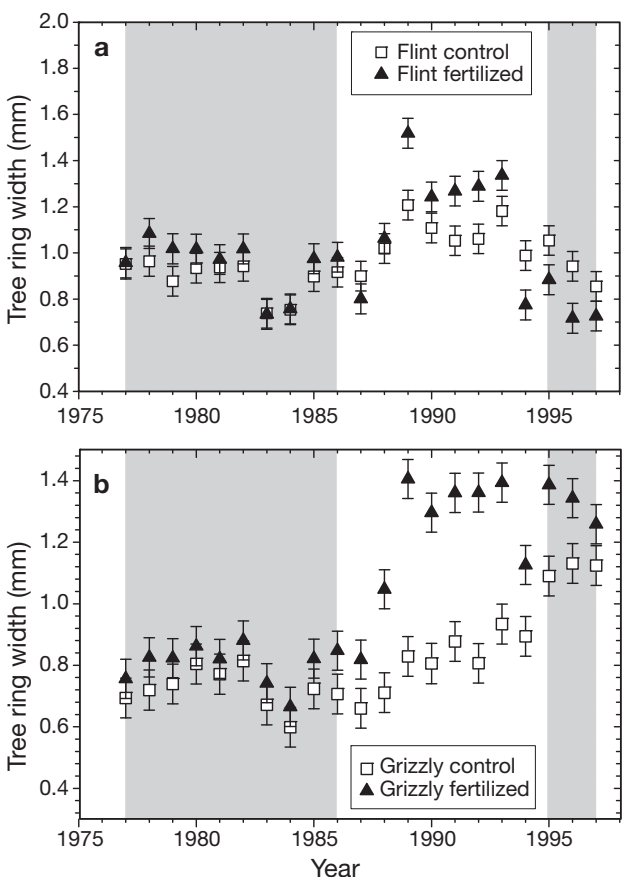 a
Flint control
Flint fertilized
Tree ring width (mm)
2.0
1.8
1.6
1.4
1.2
1.0
0.8
0.6
0.4
1975 1980 1985 1990 1995
b
Grizzly control
Grizzly fertilized
Tree ring width (mm)
1.4
1.2
1.0
0.8
0.6
0.4
1975 1980 1985 1990 1995
Year